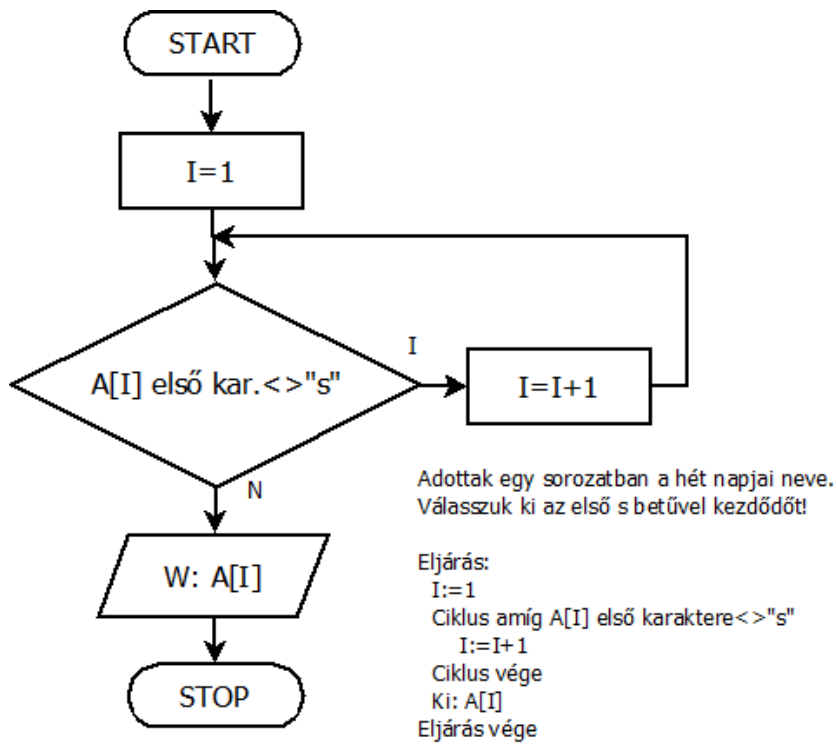 START
I=1
A[I] első kar.<>"s"
I
I=I+1
N
W: A[I]
STOP
Adottak egy sorozatban a hét napjai neve.
Válasszuk ki az első s betűvel kezdődőt!
Eljárás:
I:=1
Ciklus amíg A[I] első karaktere<>"s"
I:=I+1
Ciklus vége
Ki: A[I]
Eljárás vége